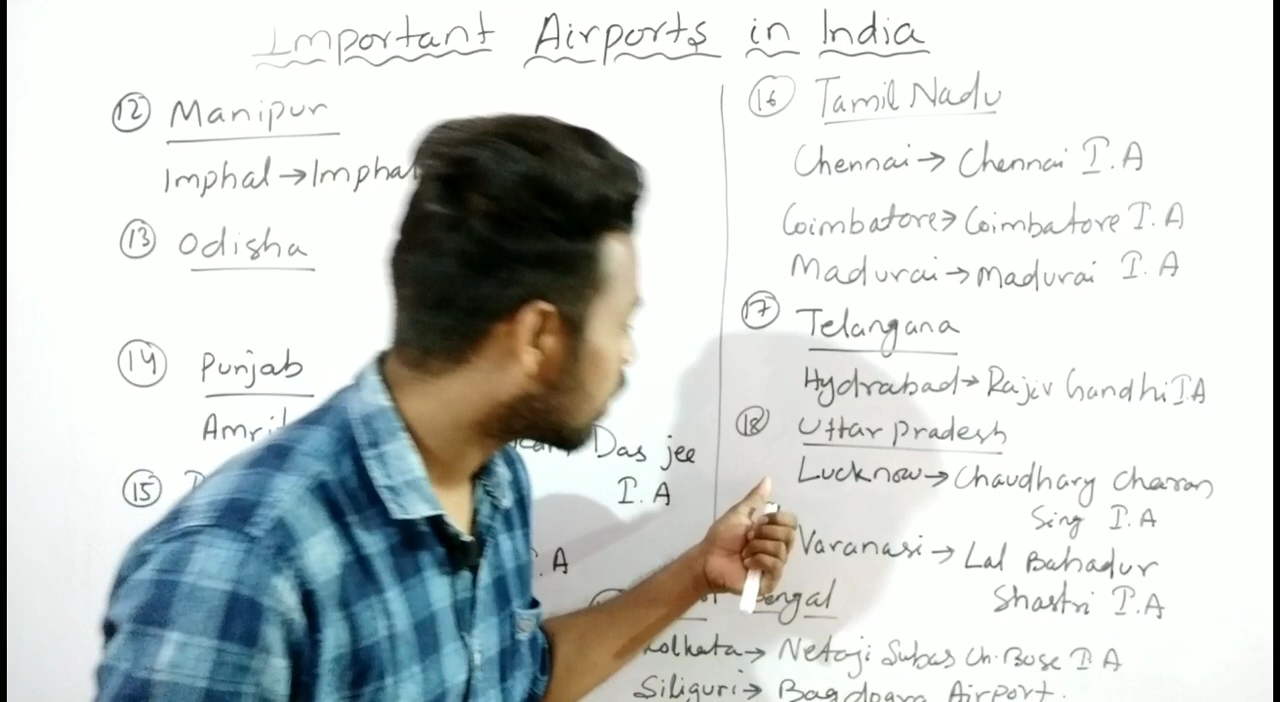 Important Airports in India
12 Manipur
Imphal → Imphal
13 Odisha
14 Punjab
Das jee
I.A
15
.A
16 Tamil Nadu
Chennai → Chennai I.A
Coimbatore → Coimbatore I.A
Madurai → Madurai I.A
17 Telangana
Hydrabad → Rajiv Gandhi I.A
18 Uttar Pradesh
Lucknow → Chaudhary Charan
Sing I.A
Varanasi → Lal Bahadur
Shastri I.A
Bengal
Kolkata → Netaji Subas Ch. Bose I.A
Siliguri → Bagdogra Airport.